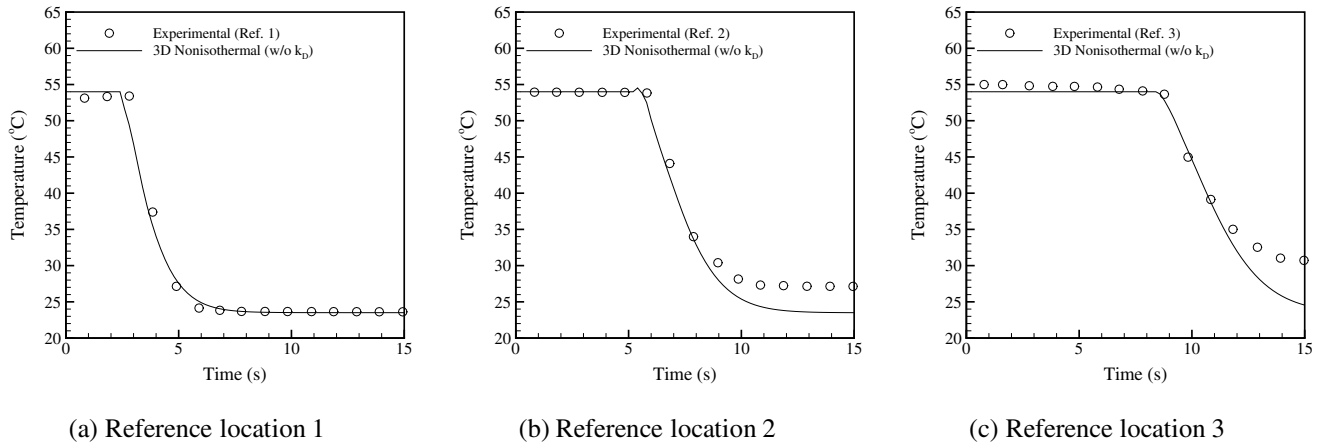 65
60
55
50
45
40
35
30
25
20
Temperature (°C)
Experimental (Ref. 1)
3D Nonisothermal (w/o k_D)
0
5
10
15
Time (s)
(a) Reference location 1
65
60
55
50
45
40
35
30
25
20
Temperature (°C)
Experimental (Ref. 2)
3D Nonisothermal (w/o k_D)
0
5
10
15
Time (s)
(b) Reference location 2
65
60
55
50
45
40
35
30
25
20
Temperature (°C)
Experimental (Ref. 3)
3D Nonisothermal (w/o k_D)
0
5
10
15
Time (s)
(c) Reference location 3